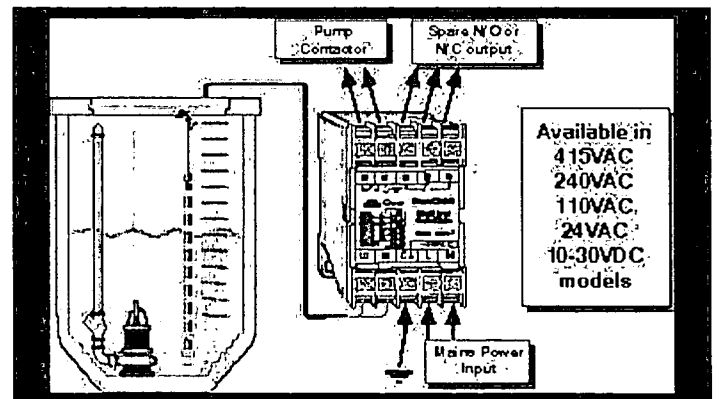 Pump
Contactor
Spare N/O or
N/C output
Available in
415VAC
240VAC
110VAC
24VAC
10-30VDC
models
Mains Power
Input